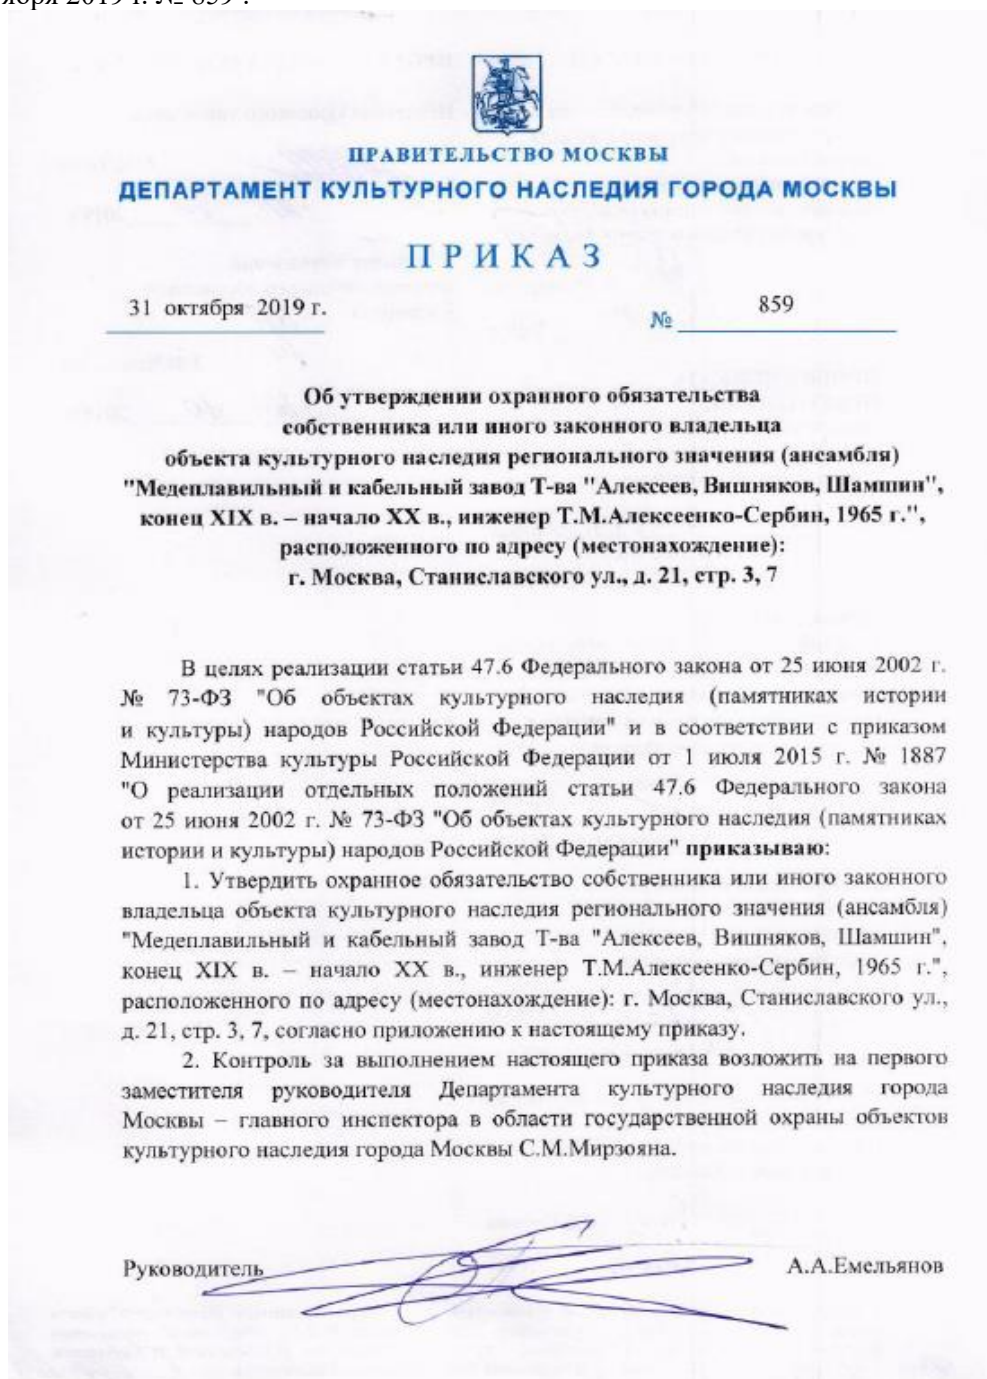 ября 2019 г. № 859 .
ПРАВИТЕЛЬСТВО МОСКВЫ
ДЕПАРТАМЕНТ КУЛЬТУРНОГО НАСЛЕДИЯ ГОРОДА МОСКВЫ
ПРИКАЗ
31 октября 2019 г.
№ 859
Об утверждении охранного обязательства
собственника или иного законного владельца
объекта культурного наследия регионального значения (ансамбля)
"Медеплавильный и кабельный завод Т-ва "Алексеев, Вишняков, Шамшин",
конец XIX в. – начало XX в., инженер Т.М.Алексеенко-Сербин, 1965 г.",
расположенного по адресу (местонахождение):
г. Москва, Станиславского ул., д. 21, стр. 3, 7
В целях реализации статьи 47.6 Федерального закона от 25 июня 2002 г.
№ 73-ФЗ "Об объектах культурного наследия (памятниках истории
и культуры) народов Российской Федерации" и в соответствии с приказом
Министерства культуры Российской Федерации от 1 июля 2015 г. № 1887
"О реализации отдельных положений статьи 47.6 Федерального закона
от 25 июня 2002 г. № 73-ФЗ "Об объектах культурного наследия (памятниках
истории и культуры) народов Российской Федерации" приказываю:
1. Утвердить охранное обязательство собственника или иного законного
владельца объекта культурного наследия регионального значения (ансамбля)
"Медеплавильный и кабельный завод Т-ва "Алексеев, Вишняков, Шамшин",
конец XIX в. – начало XX в., инженер Т.М.Алексеенко-Сербин, 1965 г.",
расположенного по адресу (местонахождение): г. Москва, Станиславского ул.,
д. 21, стр. 3, 7, согласно приложению к настоящему приказу.
2. Контроль за выполнением настоящего приказа возложить на первого
заместителя руководителя Департамента культурного наследия города
Москвы – главного инспектора в области государственной охраны объектов
культурного наследия города Москвы С.М.Мирзояна.
Руководитель А.А.Емельянов